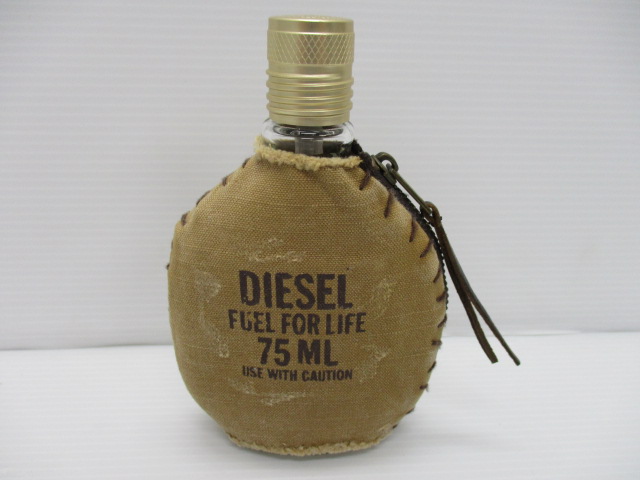 DIESEL
FUEL FOR LIFE
75 ML
USE WITH CAUTION